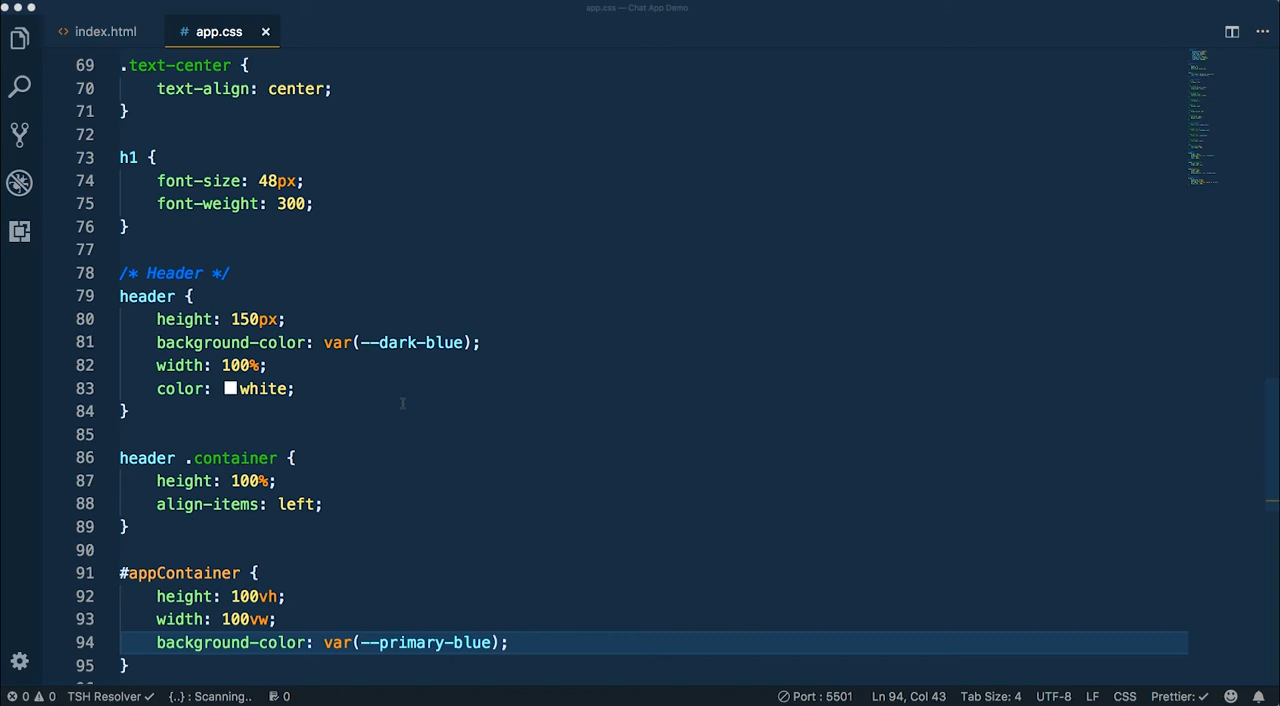 app.css — Chat App Demo
<> index.html # app.css ×
69 .text-center {
70 text-align: center;
71 }
72
73 h1 {
74 font-size: 48px;
75 font-weight: 300;
76 }
77
78 /* Header */
79 header {
80 height: 150px;
81 background-color: var(--dark-blue);
82 width: 100%;
83 color: white;
84 }
85
86 header .container {
87 height: 100%;
88 align-items: left;
89 }
90
91 #appContainer {
92 height: 100vh;
93 width: 100vw;
94 background-color: var(--primary-blue);
95 }
0 0 TSH Resolver ✓ {..} : Scanning.. 0 Port : 5501 Ln 94, Col 43 Tab Size: 4 UTF-8 LF CSS Prettier: ✓